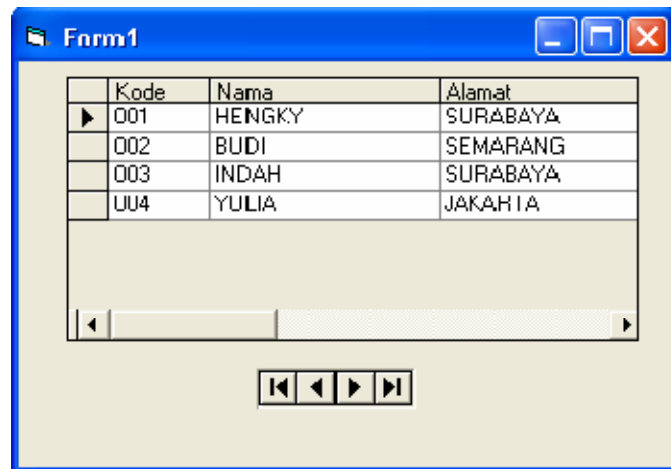 Form1
Kode Nama Alamat
001 HENGKY SURABAYA
002 BUDI SEMARANG
003 INDAH SURABAYA
004 YULIA JAKARTA